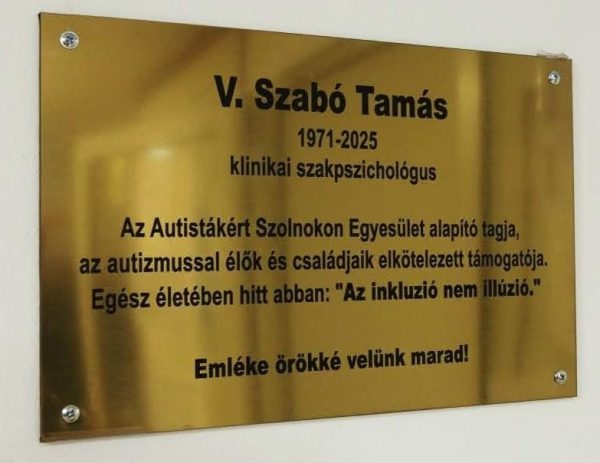 V. Szabó Tamás
1971-2025
klinikai szakpszichológus
Az Autistákért Szolnokon Egyesület alapító tagja,
az autizmussal élők és családjaik elkötelezett támogatója.
Egész életében hitt abban: "Az inkluzió nem illúzió."
Emléke örökké velünk marad!